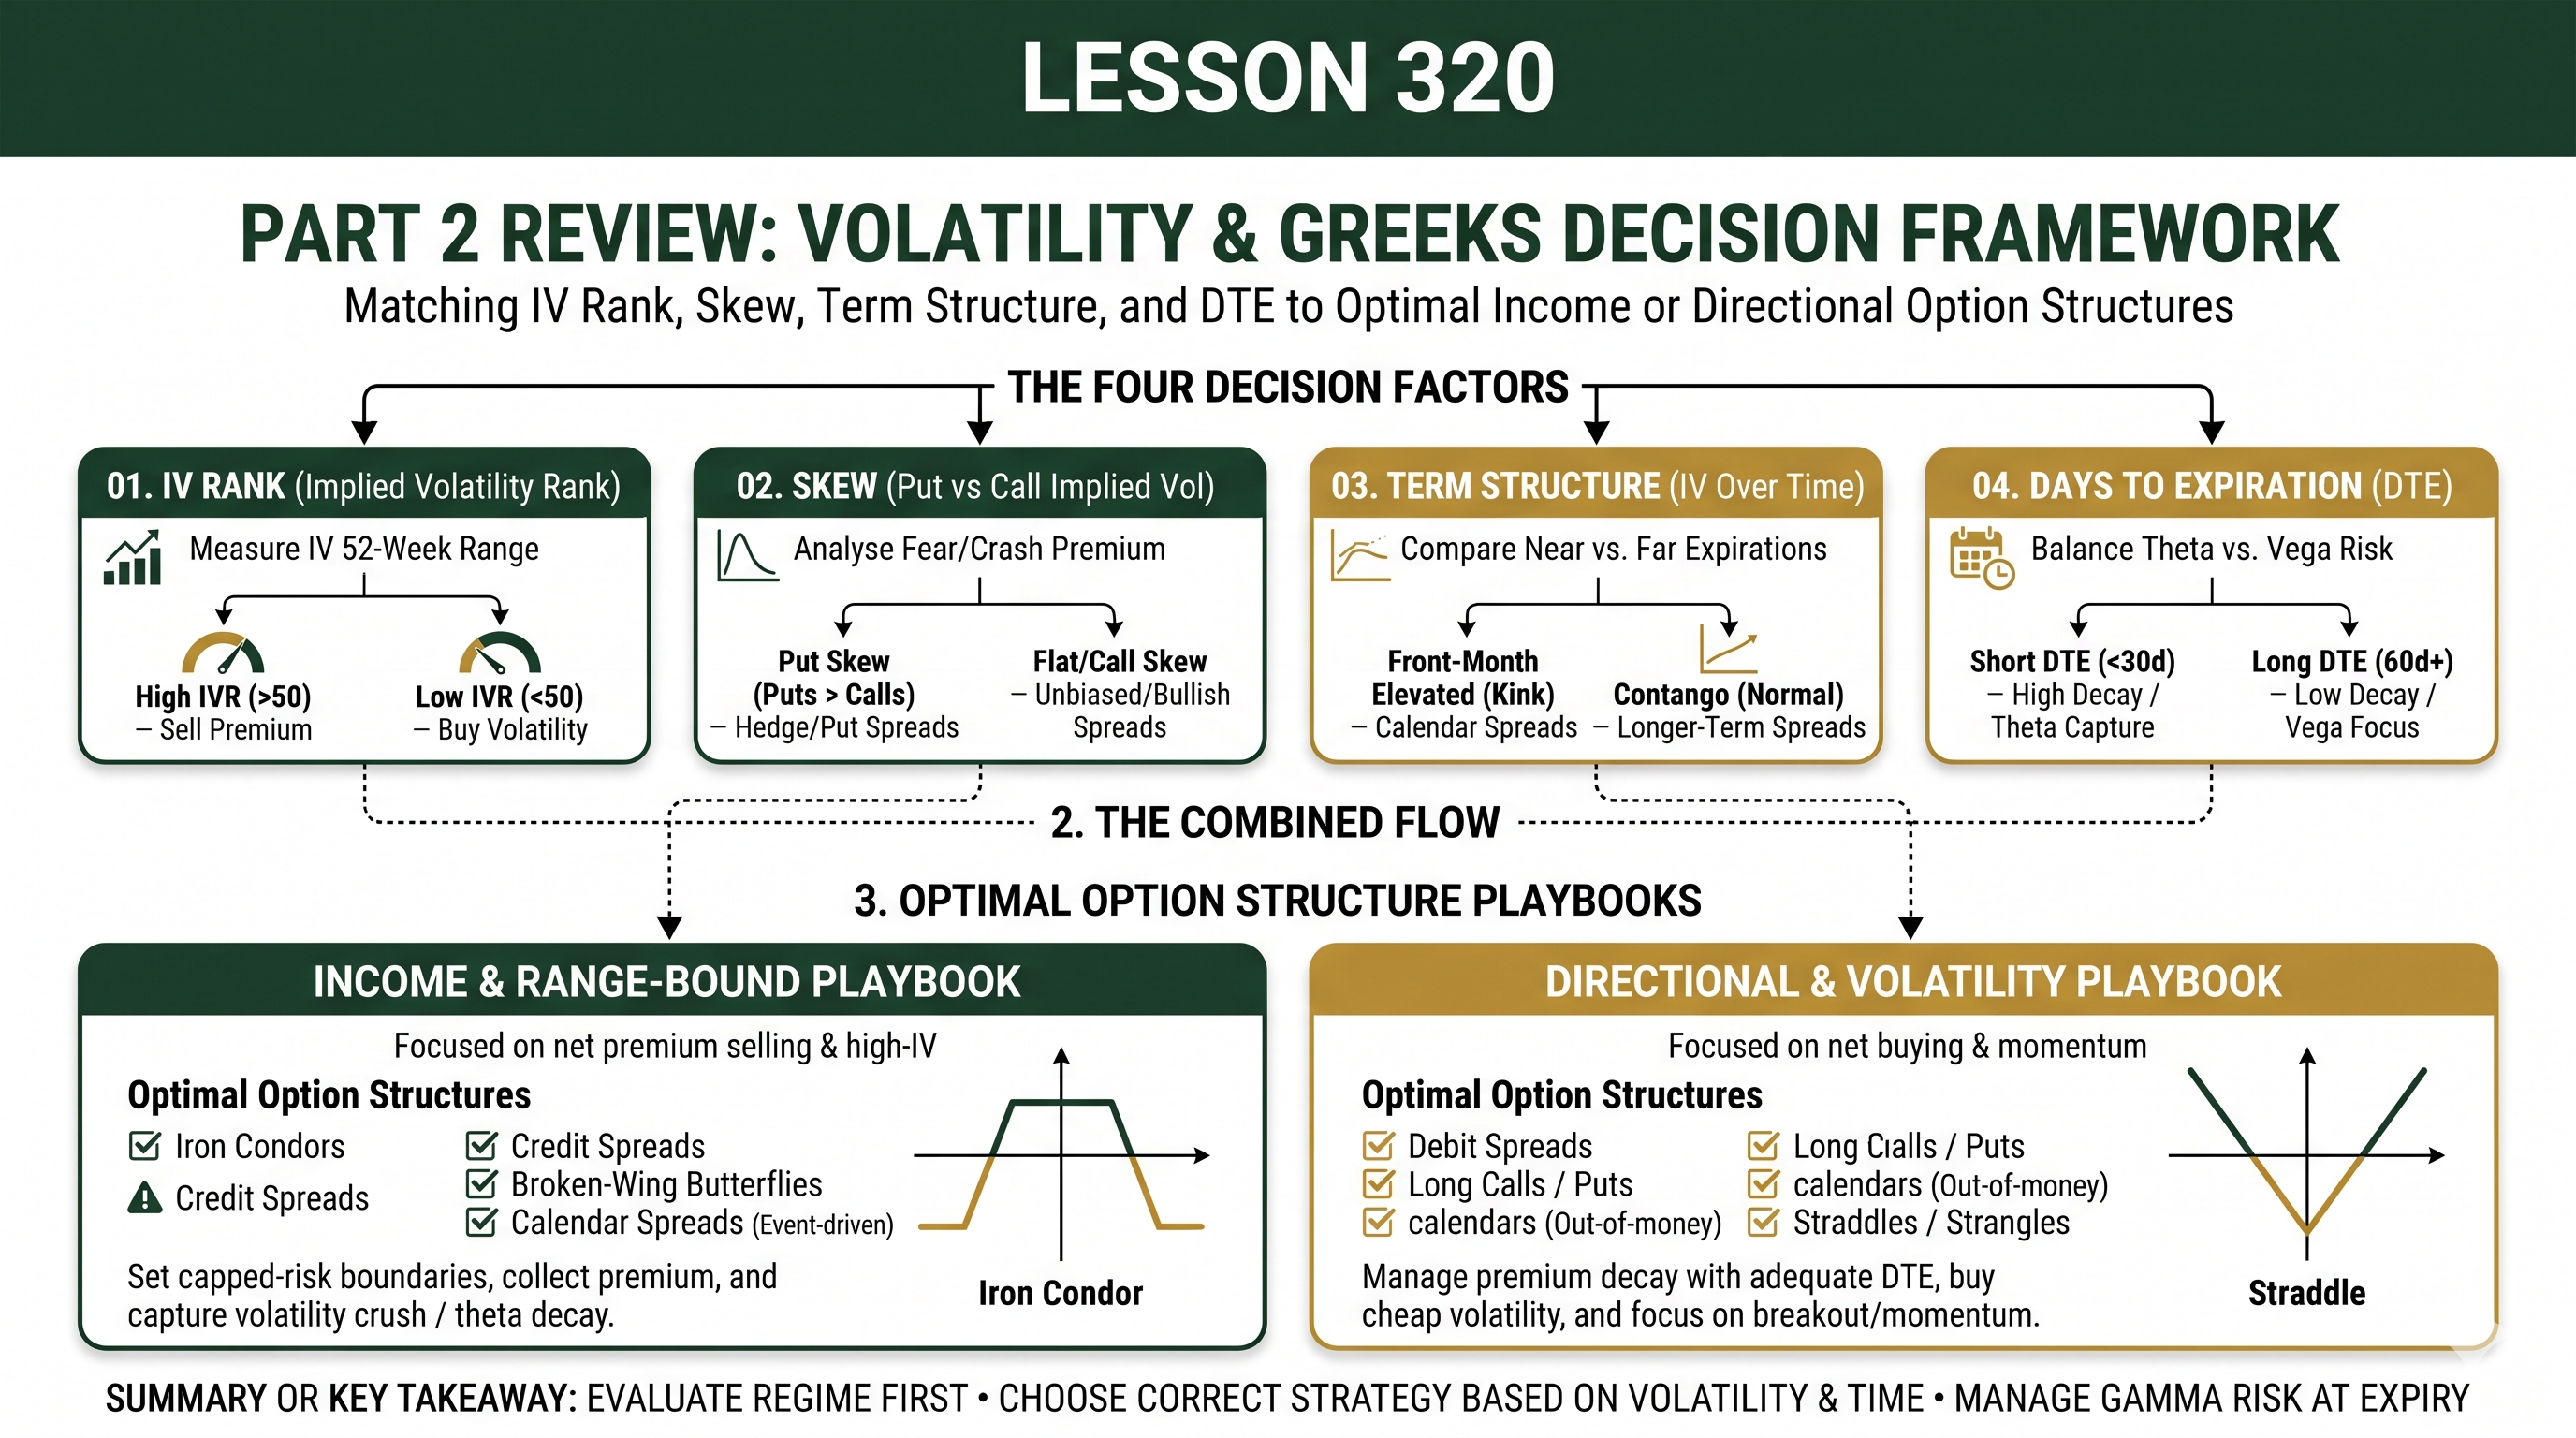 LESSON 320
PART 2 REVIEW: VOLATILITY & GREEKS DECISION FRAMEWORK
Matching IV Rank, Skew, Term Structure, and DTE to Optimal Income or Directional Option Structures
THE FOUR DECISION FACTORS
01. IV RANK (Implied Volatility Rank)
Measure IV 52-Week Range
High IVR (>50)
– Sell Premium
Low IVR (<50)
– Buy Volatility
02. SKEW (Put vs Call Implied Vol)
Analyse Fear/Crash Premium
Put Skew
(Puts > Calls)
– Hedge/Put Spreads
Flat/Call Skew
– Unbiased/Bullish
Spreads
03. TERM STRUCTURE (IV Over Time)
Compare Near vs. Far Expirations
Front-Month
Elevated (Kink)
– Calendar Spreads
Contango (Normal)
– Longer-Term Spreads
04. DAYS TO EXPIRATION (DTE)
Balance Theta vs. Vega Risk
Short DTE (<30d)
– High Decay /
Theta Capture
Long DTE (60d+)
– Low Decay /
Vega Focus
2. THE COMBINED FLOW
3. OPTIMAL OPTION STRUCTURE PLAYBOOKS
INCOME & RANGE-BOUND PLAYBOOK
Focused on net premium selling & high-IV
Optimal Option Structures
Iron Condors
Credit Spreads
Credit Spreads
Broken-Wing Butterflies
Calendar Spreads (Event-driven)
Set capped-risk boundaries, collect premium, and
capture volatility crush / theta decay.
Iron Condor
DIRECTIONAL & VOLATILITY PLAYBOOK
Focused on net buying & momentum
Optimal Option Structures
Debit Spreads
Long Calls / Puts
calendars (Out-of-money)
Long Cıalls / Puts
calendars (Out-of-money)
Straddles / Strangles
Manage premium decay with adequate DTE, buy
cheap volatility, and focus on breakout/momentum.
Straddle
SUMMARY OR KEY TAKEAWAY: EVALUATE REGIME FIRST • CHOOSE CORRECT STRATEGY BASED ON VOLATILITY & TIME • MANAGE GAMMA RISK AT EXPIRY